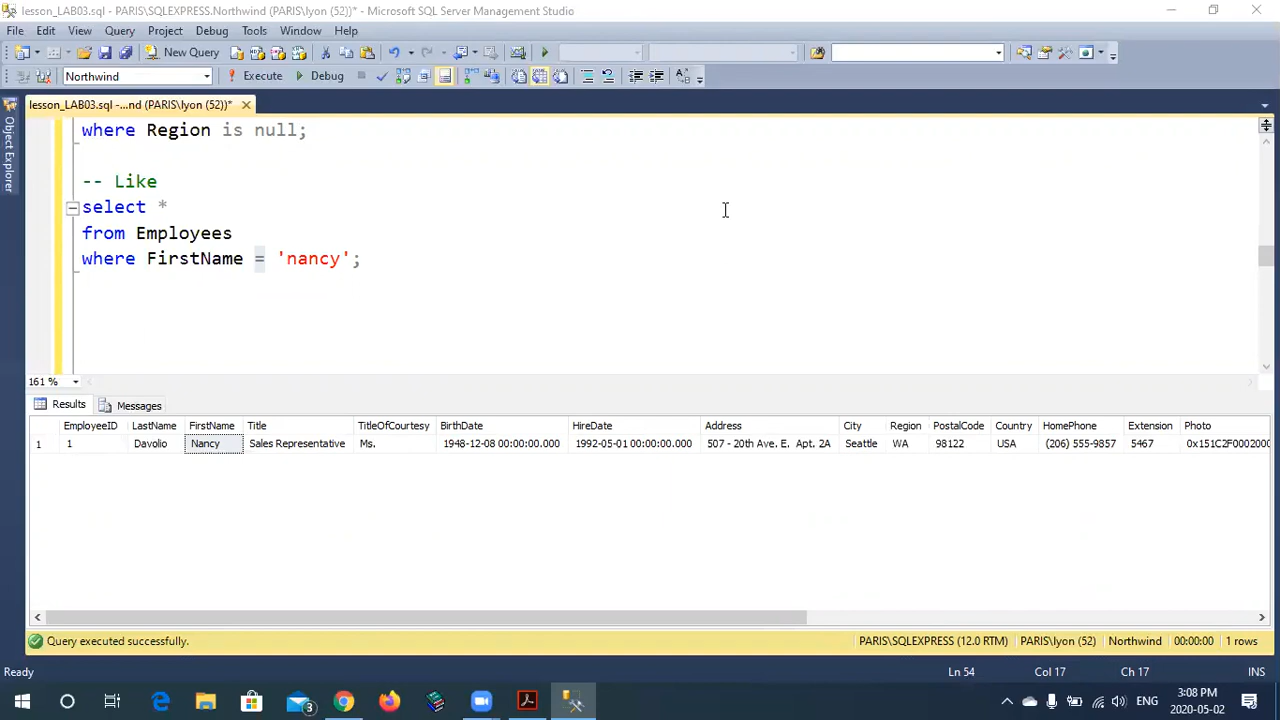 lesson_LAB03.sql - PARIS\SQLEXPRESS.Northwind (PARIS\lyon (52))* - Microsoft SQL Server Management Studio
File Edit View Query Project Debug Tools Window Help
New Query
Northwind Execute Debug
lesson_LAB03.sql -...nd (PARIS\lyon (52))*
Object Explorer
where Region is null;
-- Like
select *
from Employees
where FirstName = 'nancy';
161 %
Results Messages
EmployeeID LastName FirstName Title TitleOfCourtesy BirthDate HireDate Address City Region PostalCode Country HomePhone Extension Photo
1 1 Davolio Nancy Sales Representative Ms. 1948-12-08 00:00:00.000 1992-05-01 00:00:00.000 507 - 20th Ave. E. Apt. 2A Seattle WA 98122 USA (206) 555-9857 5467 0x151C2F0002000
Query executed successfully. PARIS\SQLEXPRESS (12.0 RTM) PARIS\lyon (52) Northwind 00:00:00 1 rows
Ready Ln 54 Col 17 Ch 17 INS
3 ENG 3:08 PM
2020-05-02